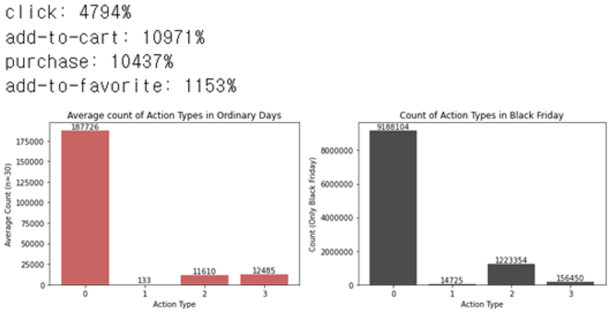 click: 4794%
add-to-cart: 10971%
purchase: 10437%
add-to-favorite: 1153%
Average count of Action Types in Ordinary Days
187726
175000
150000
125000
100000
75000
50000
25000
0
133
11610
12485
0 1 2 3
Action Type
Average Count (n=30)
Count of Action Types in Black Friday
9188104
8000000
6000000
4000000
2000000
0
14725
1223354
156450
0 1 2 3
Action Type
Count (Only Black Friday)